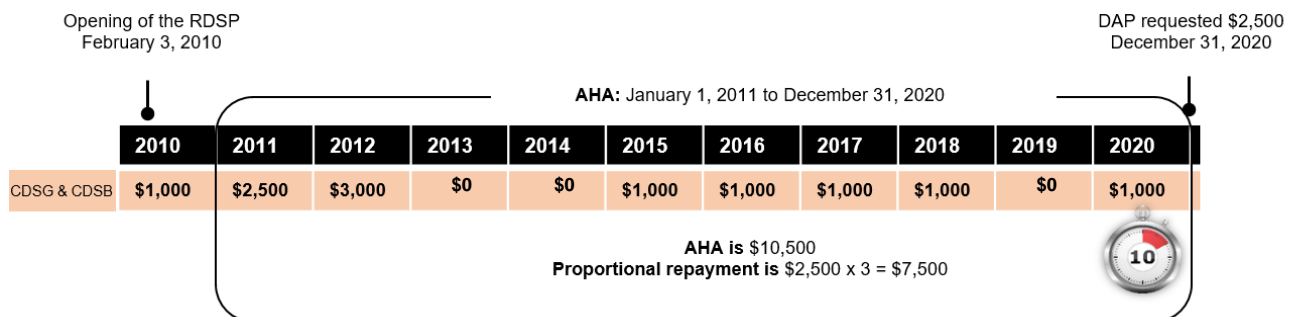 Opening of the RDSP
February 3, 2010
DAP requested $2,500
December 31, 2020
AHA: January 1, 2011 to December 31, 2020
2010 2011 2012 2013 2014 2015 2016 2017 2018 2019 2020
CDSG & CDSB $1,000 $2,500 $3,000 $0 $0 $1,000 $1,000 $1,000 $1,000 $0 $1,000
AHA is $10,500
Proportional repayment is $2,500 x 3 = $7,500
10